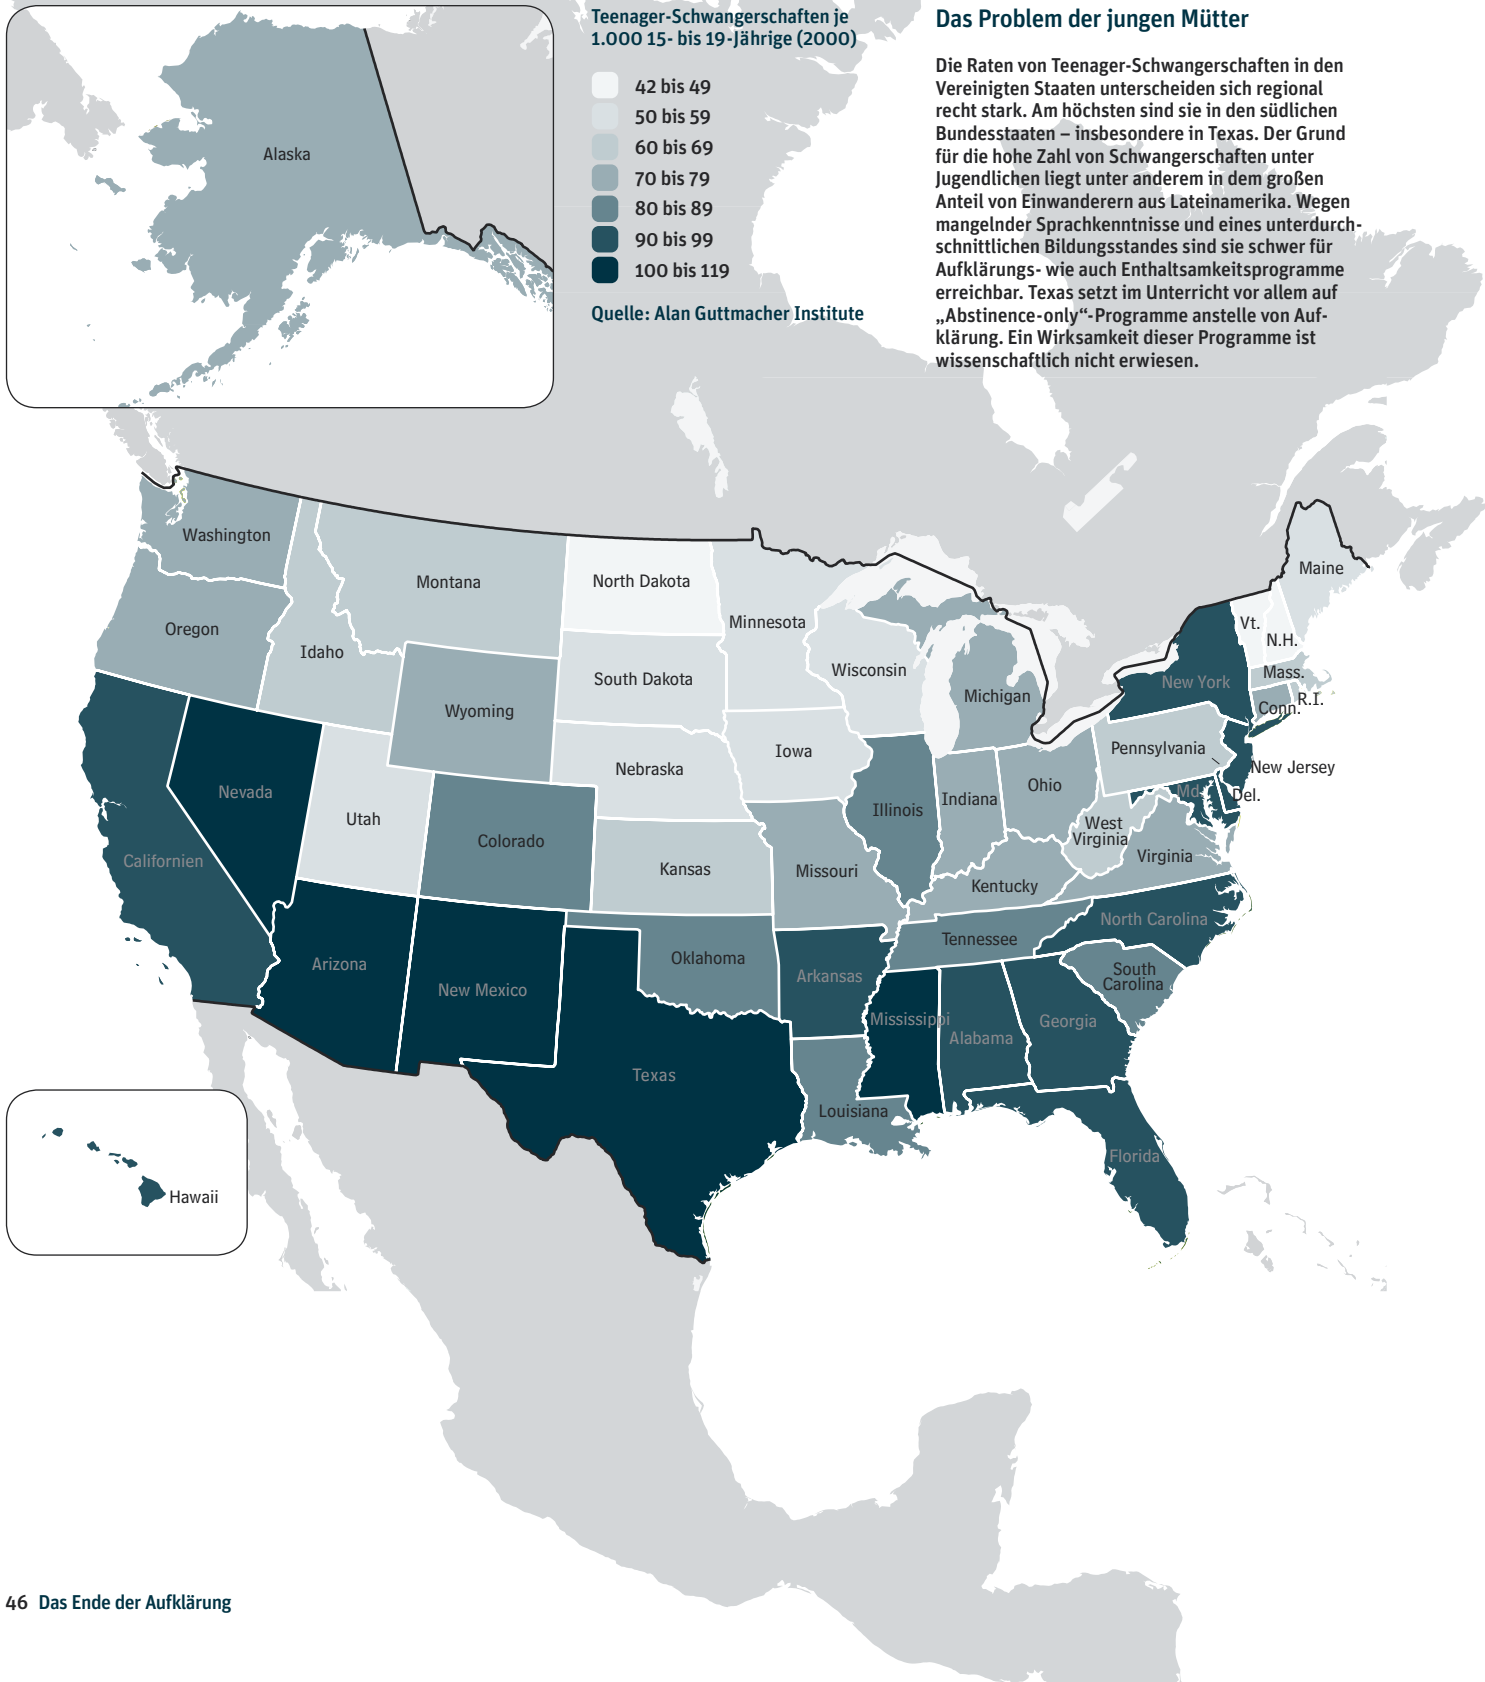 Teenager-Schwangerschaften je
1.000 15- bis 19-Jährige (2000)
42 bis 49
50 bis 59
60 bis 69
70 bis 79
80 bis 89
90 bis 99
100 bis 119
Quelle: Alan Guttmacher Institute
Das Problem der jungen Mütter
Die Raten von Teenager-Schwangerschaften in den
Vereinigten Staaten unterscheiden sich regional
recht stark. Am höchsten sind sie in den südlichen
Bundesstaaten – insbesondere in Texas. Der Grund
für die hohe Zahl von Schwangerschaften unter
Jugendlichen liegt unter anderem in dem großen
Anteil von Einwanderern aus Lateinamerika. Wegen
mangelnder Sprachkenntnisse und eines unterdurch-
schnittlichen Bildungsstandes sind sie schwer für
Aufklärungs- wie auch Enthaltsamkeitsprogramme
erreichbar. Texas setzt im Unterricht vor allem auf
„Abstinence-only“-Programme anstelle von Auf-
klärung. Ein Wirksamkeit dieser Programme ist
wissenschaftlich nicht erwiesen.
Alaska
Washington
Montana
North Dakota
Minnesota
Maine
Oregon
Idaho
Vt.
N.H.
Wisconsin
South Dakota
Mass.
New York
Michigan
R.I.
Conn.
Wyoming
Iowa
Pennsylvania
New Jersey
Nebraska
Nevada
Ohio
Indiana
Md.
Del.
Illinois
Utah
West
Virginia
Colorado
Californien
Virginia
Kansas
Missouri
Kentucky
North Carolina
Tennessee
Oklahoma
Arizona
Arkansas
South
Carolina
New Mexico
Mississippi
Georgia
Alabama
Texas
Louisiana
Florida
Hawaii
46 Das Ende der Aufklärung